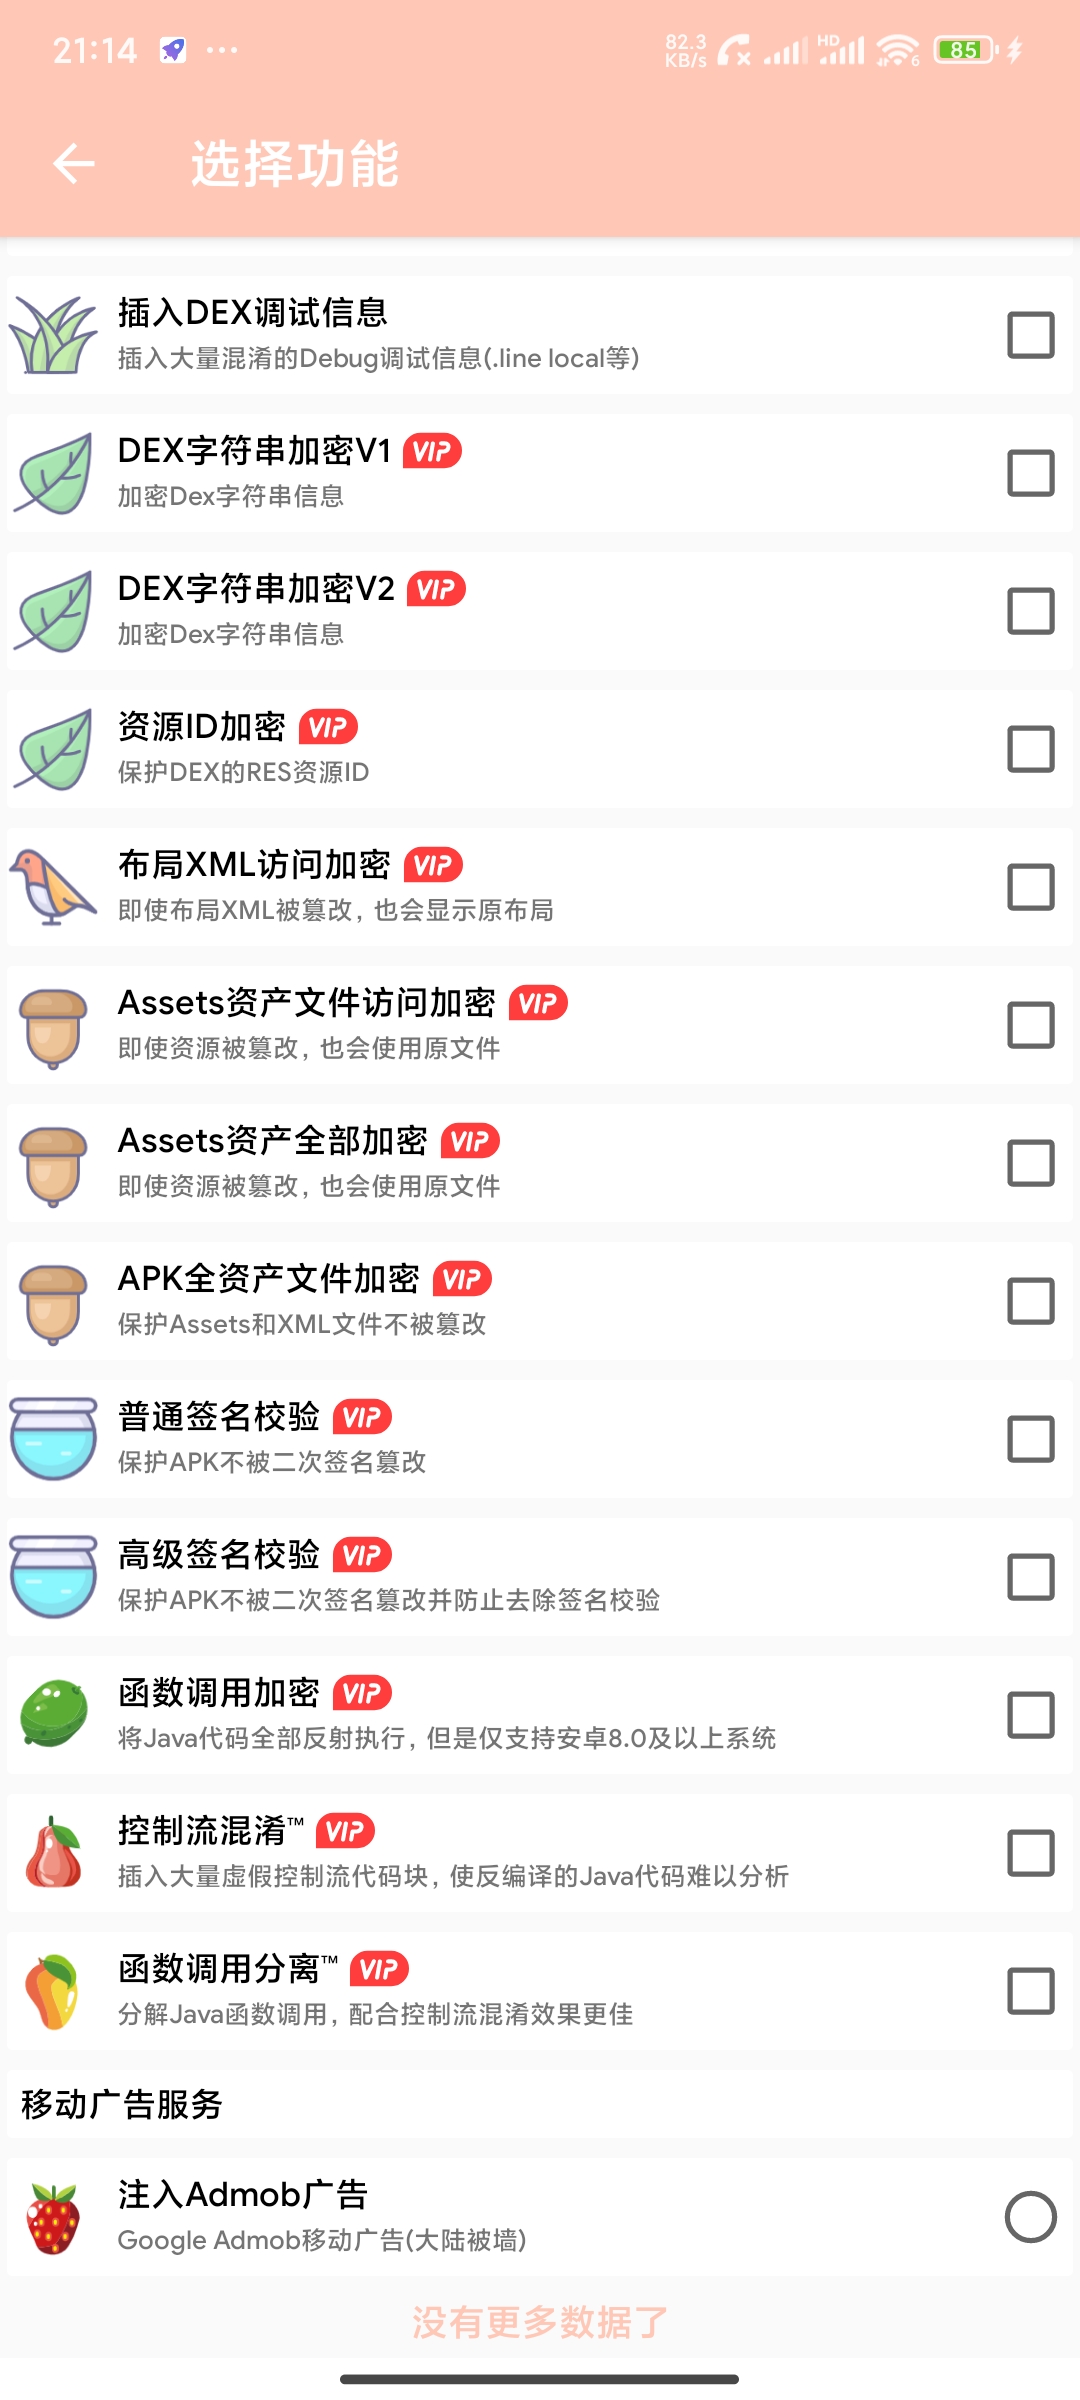 21:14
82.3
KB/s
HD
6
85
选择功能
插入DEX调试信息
插入大量混淆的Debug调试信息(.line local等)
DEX字符串加密V1 VIP
加密Dex字符串信息
DEX字符串加密V2 VIP
加密Dex字符串信息
资源ID加密 VIP
保护DEX的RES资源ID
布局XML访问加密 VIP
即使布局XML被篡改，也会显示原布局
Assets资产文件访问加密 VIP
即使资源被篡改，也会使用原文件
Assets资产全部加密 VIP
即使资源被篡改，也会使用原文件
APK全资产文件加密 VIP
保护Assets和XML文件不被篡改
普通签名校验 VIP
保护APK不被二次签名篡改
高级签名校验 VIP
保护APK不被二次签名篡改并防止去除签名校验
函数调用加密 VIP
将Java代码全部反射执行，但是仅支持安卓8.0及以上系统
控制流混淆™ VIP
插入大量虚假控制流代码块，使反编译的Java代码难以分析
函数调用分离™ VIP
分解Java函数调用，配合控制流混淆效果更佳
移动广告服务
注入Admob广告
Google Admob移动广告(大陆被墙)
没有更多数据了